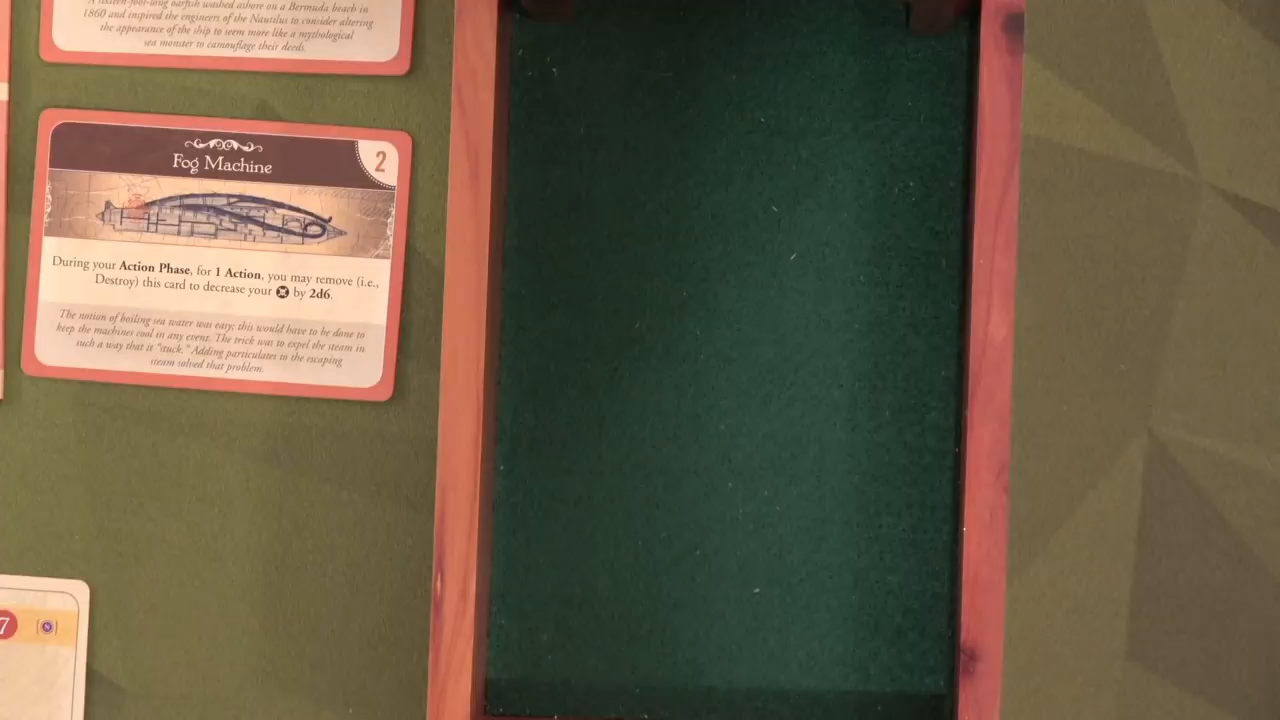 A sixteen-foot-long oarfish washed ashore on a Bermuda beach in
1860 and inspired the engineers of the Nautilus to consider altering
the appearance of the ship to seem more like a mythological
sea monster to camouflage their deeds.
Fog Machine
2
During your Action Phase, for 1 Action, you may remove (i.e.,
Destroy) this card to decrease your by 2d6.
The notion of boiling sea water was easy; this would have to be done to
keep the machines cool in any event. The trick was to expel the steam in
such a way that it "stuck." Adding particulates to the escaping
steam solved that problem.
7